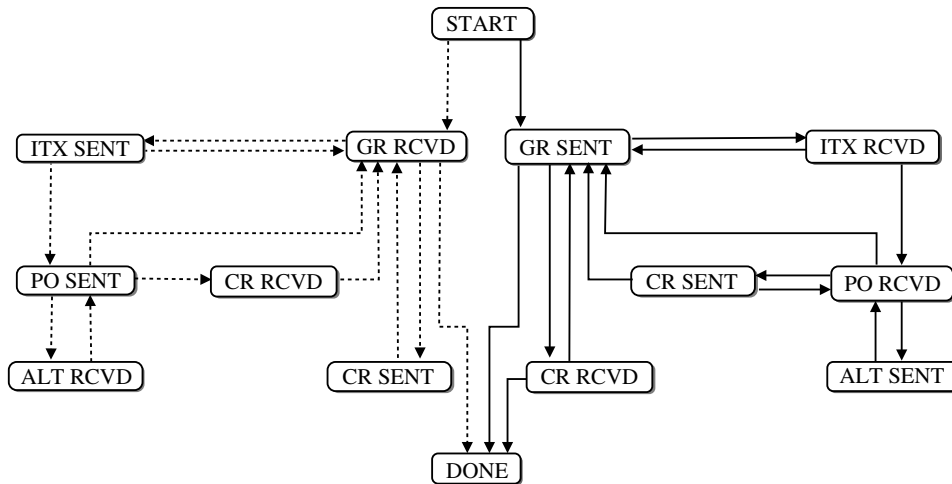 START
ITX SENT
GR RCVD
GR SENT
ITX RCVD
PO SENT
CR RCVD
CR SENT
PO RCVD
ALT RCVD
CR SENT
CR RCVD
ALT SENT
DONE